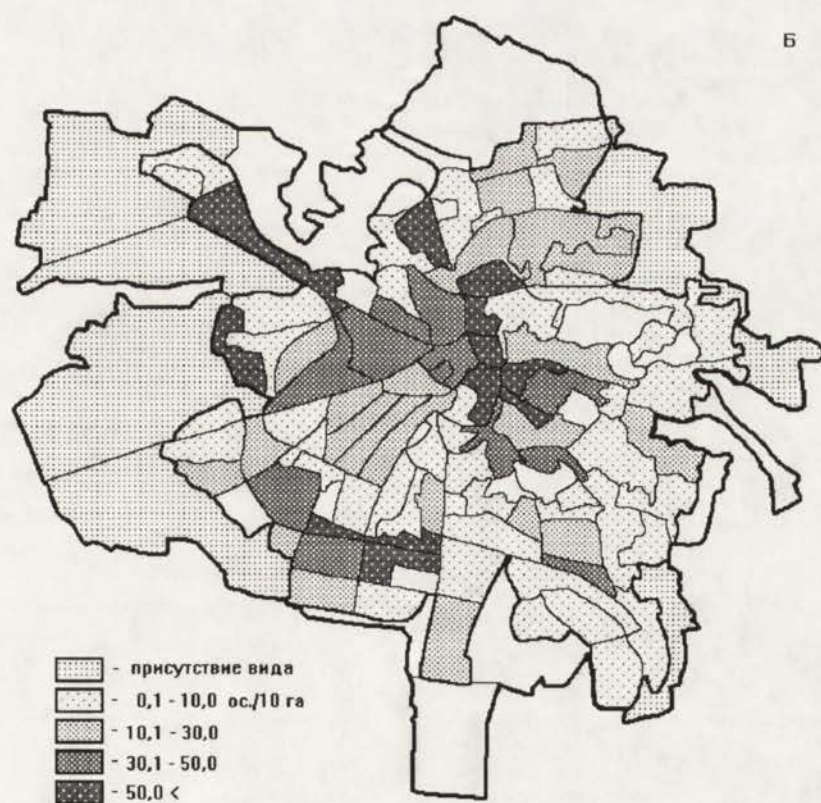 Б
- присутствие вида
- 0,1 - 10,0 ос./10 га
- 10,1 - 30,0
- 30,1 - 50,0
- 50,0 <